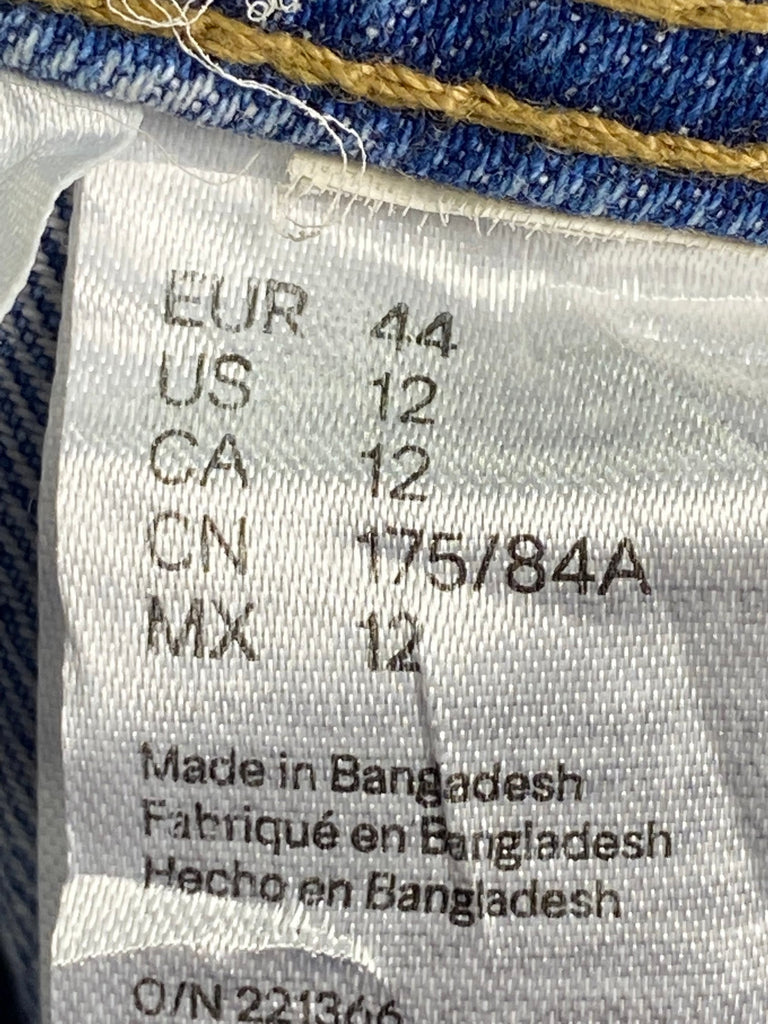 EUR 44
US 12
CA 12
CN 175/84A
MX 12
Made in Bangladesh
Fabriqué en Bangladesh
Hecho en Bangladesh
O/N 221366